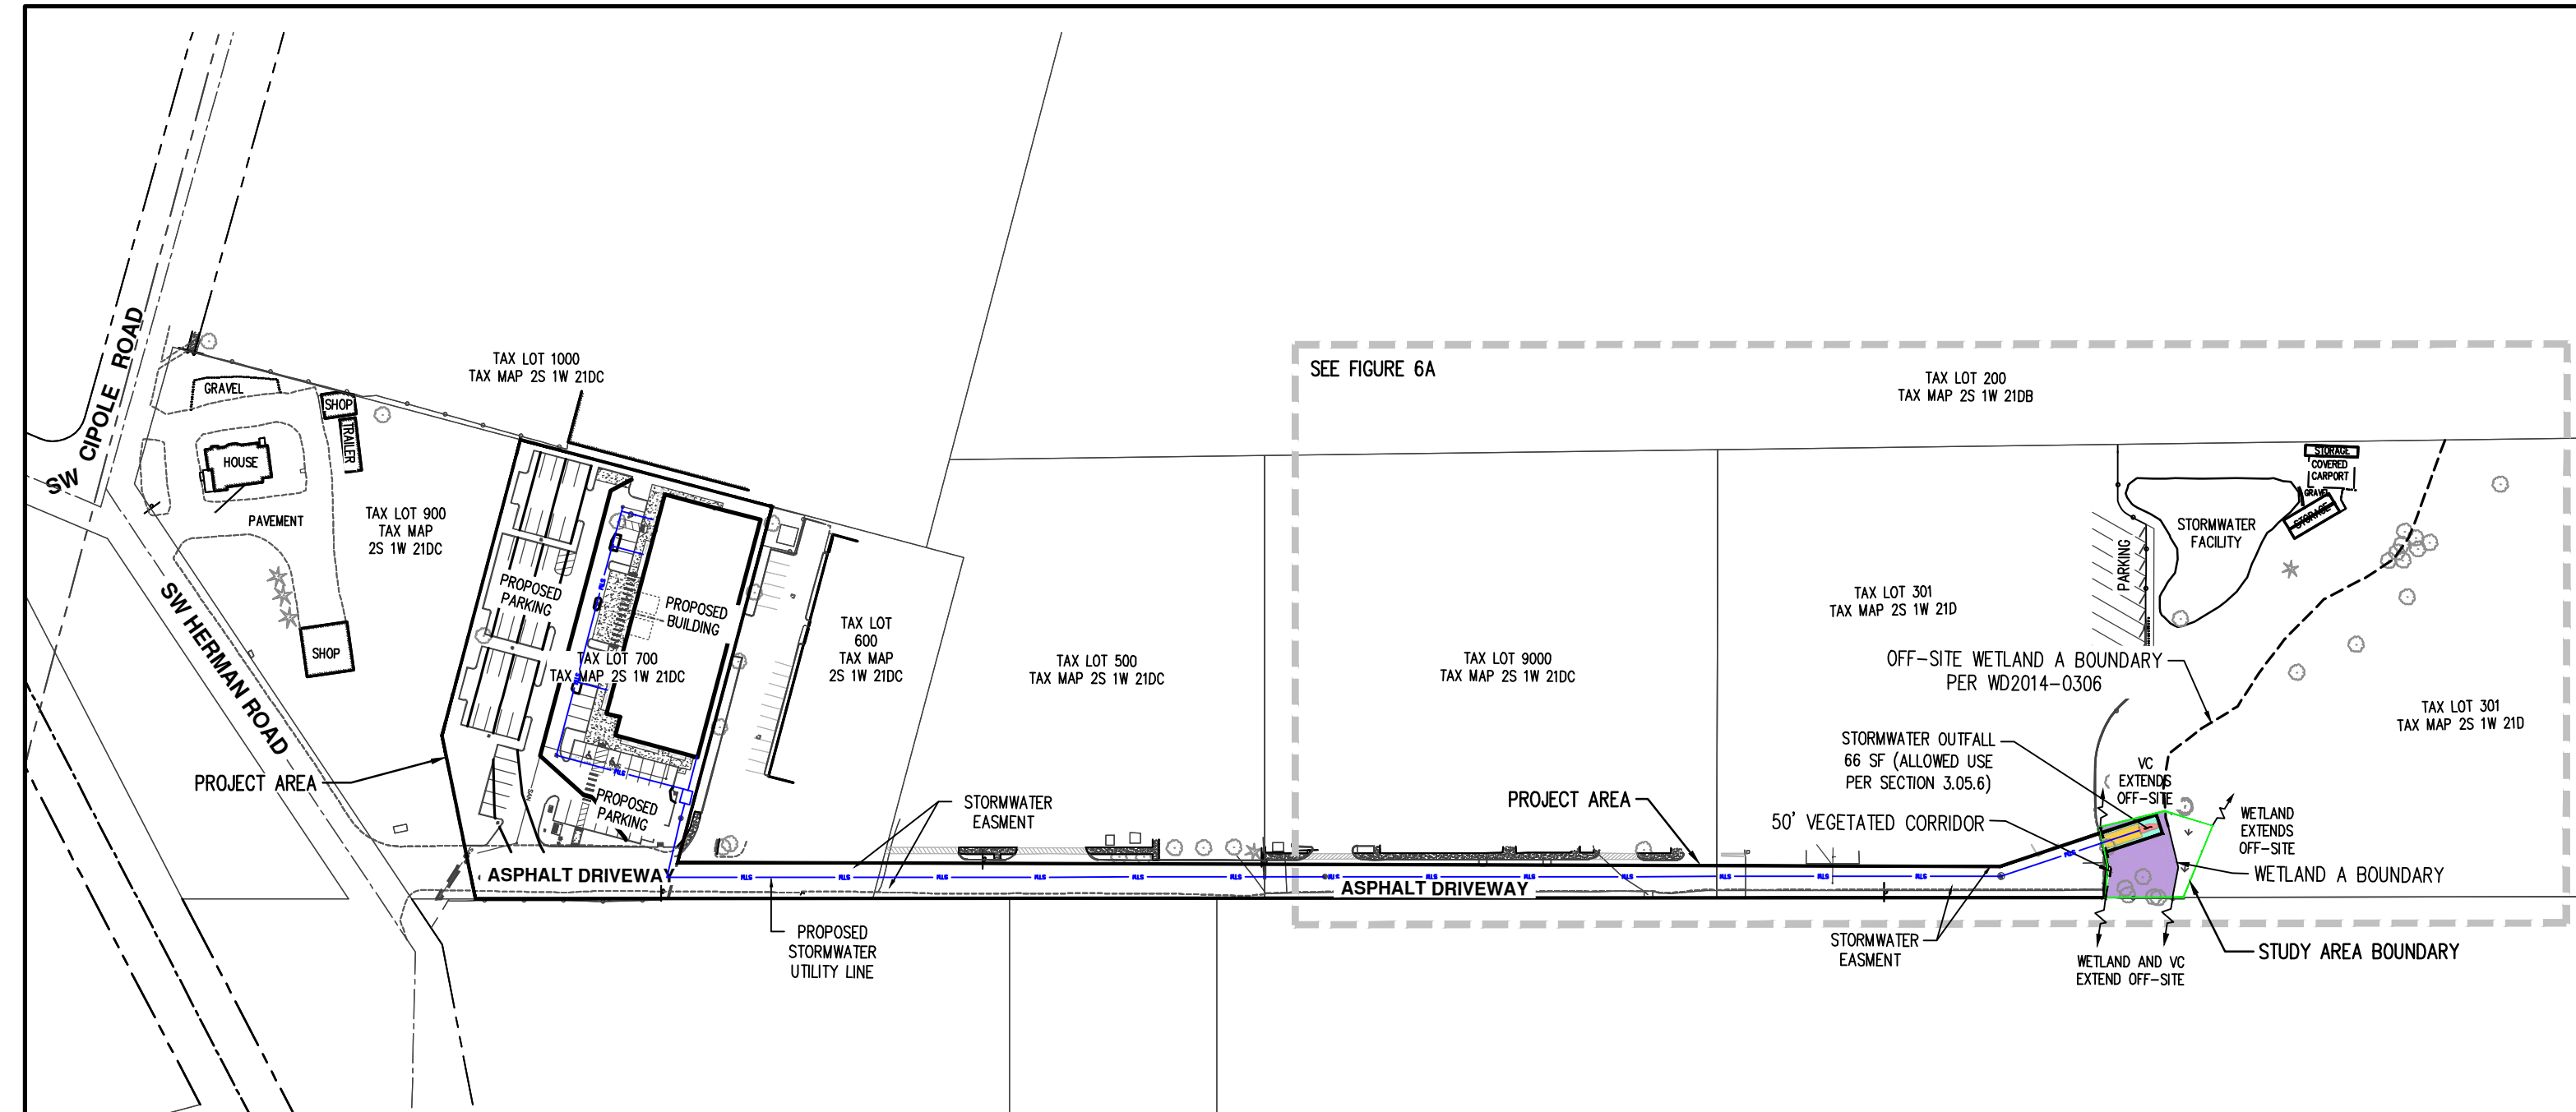 TAX LOT 1000
TAX MAP 2S 1W 21DC
SEE FIGURE 6A
TAX LOT 200
TAX MAP 2S 1W 21DB
SW CIPOLE ROAD
GRAVEL
SHOP
TRAILER
HOUSE
PAVEMENT
TAX LOT 900
TAX MAP
2S 1W 21DC
SHOP
SW HERMAN ROAD
PROPOSED
PARKING
PROPOSED
BUILDING
TAX LOT 700
TAX MAP 2S 1W 21DC
PROPOSED
PARKING
TAX LOT
600
TAX MAP
2S 1W 21DC
TAX LOT 500
TAX MAP 2S 1W 21DC
TAX LOT 9000
TAX MAP 2S 1W 21DC
TAX LOT 301
TAX MAP 2S 1W 21D
PARKING
STORMWATER
FACILITY
STORAGE
COVERED
CARPORT
GRAVEL
STORAGE
OFF-SITE WETLAND A BOUNDARY
PER WD2014-0306
TAX LOT 301
TAX MAP 2S 1W 21D
STORMWATER OUTFALL
66 SF (ALLOWED USE
PER SECTION 3.05.6)
VC
EXTENDS
OFF-SITE
PROJECT AREA
STORMWATER
EASMENT
PROJECT AREA
50' VEGETATED CORRIDOR
WETLAND
EXTENDS
OFF-SITE
WETLAND A BOUNDARY
ASPHALT DRIVEWAY
ASPHALT DRIVEWAY
PROPOSED
STORMWATER
UTILITY LINE
STORMWATER
EASMENT
WETLAND AND VC
EXTEND OFF-SITE
STUDY AREA BOUNDARY